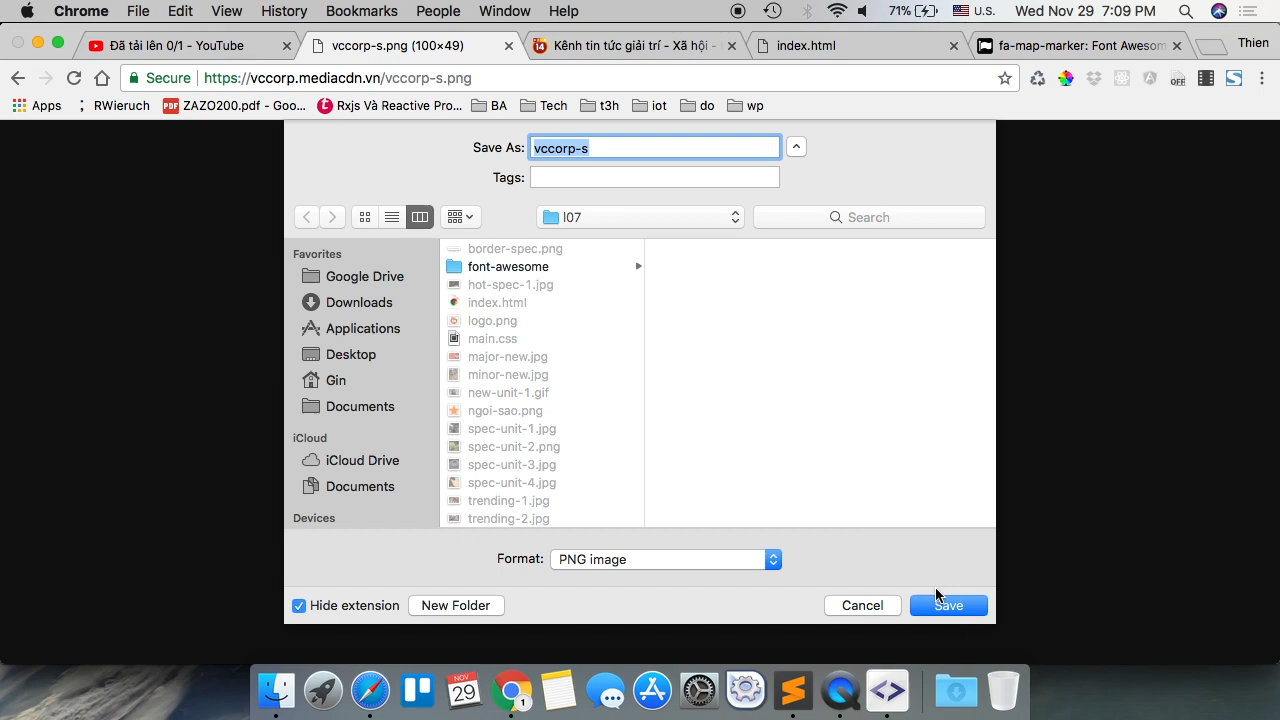 Chrome File Edit View History Bookmarks People Window Help 71% U.S. Wed Nov 29 7:09 PM
Đã tải lên 0/1 - YouTube
vccorp-s.png (100×49)
Kênh tin tức giải trí - Xã hội -
index.html
fa-map-marker: Font Awesom
Thien
Secure https://vccorp.mediacdn.vn/vccorp-s.png
OFF
Apps RWieruch ZAZO200.pdf - Goo... Rxjs Và Reactive Pro... BA Tech t3h iot do wp
Save As: vccorp-s
Tags:
l07
Search
Favorites
Google Drive
Downloads
Applications
Desktop
Gin
Documents
iCloud
iCloud Drive
Documents
Devices
border-spec.png
font-awesome
hot-spec-1.jpg
index.html
logo.png
main.css
major-new.jpg
minor-new.jpg
new-unit-1.gif
ngoi-sao.png
spec-unit-1.jpg
spec-unit-2.png
spec-unit-3.jpg
spec-unit-4.jpg
trending-1.jpg
trending-2.jpg
Format: PNG image
Hide extension New Folder Cancel Save
NOV
29
1